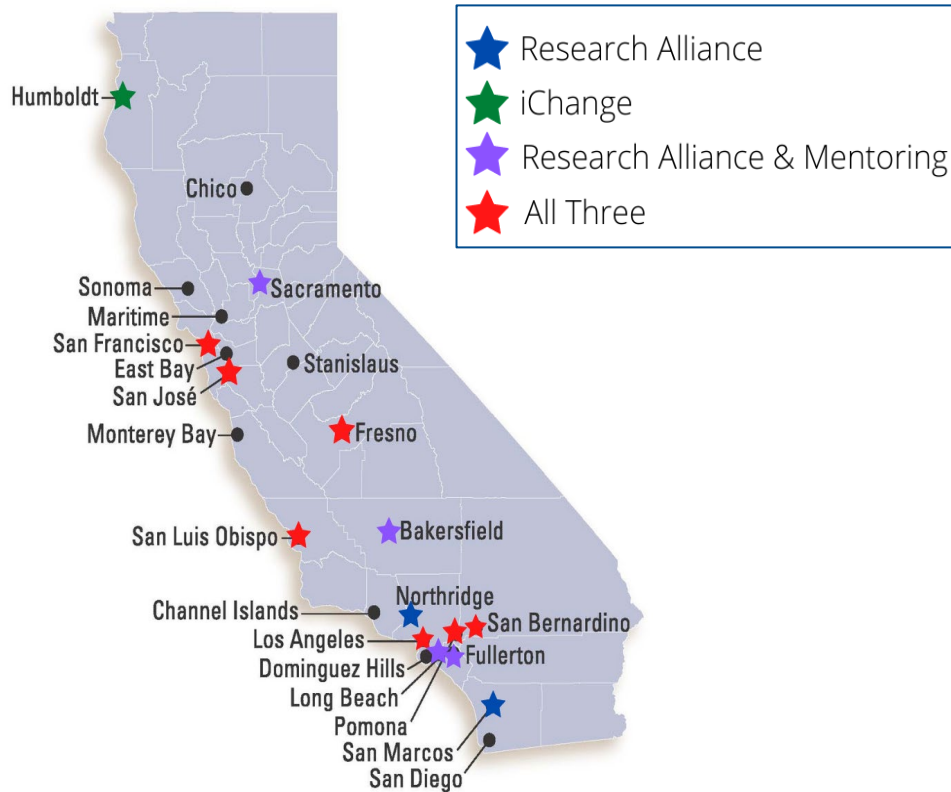 Research Alliance
iChange
Research Alliance & Mentoring
All Three
Humboldt
Chico
Sonoma
Sacramento
Maritime
San Francisco
East Bay
Stanislaus
San José
Monterey Bay
Fresno
San Luis Obispo
Bakersfield
Northridge
Channel Islands
San Bernardino
Los Angeles
Fullerton
Dominguez Hills
Long Beach
Pomona
San Marcos
San Diego